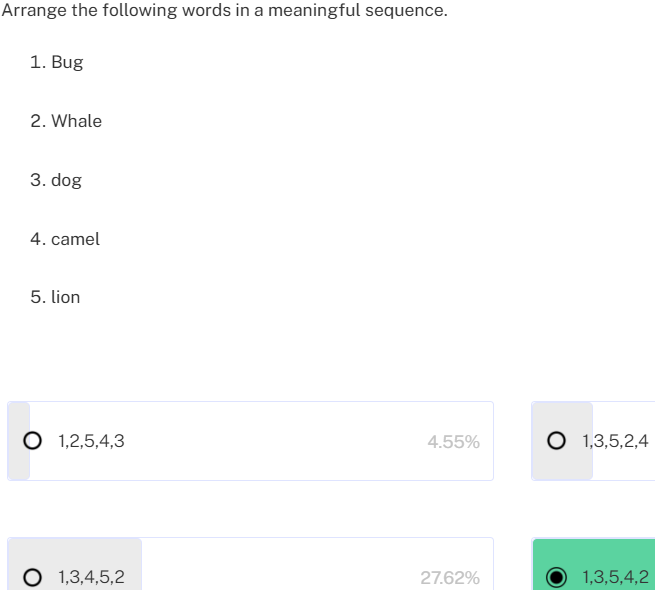 Arrange the following words in a meaningful sequence.
1. Bug
2. Whale
3. dog
4. camel
5. lion
1,2,5,4,3 4.55%
1,3,5,2,4
1,3,4,5,2 27.62%
1,3,5,4,2